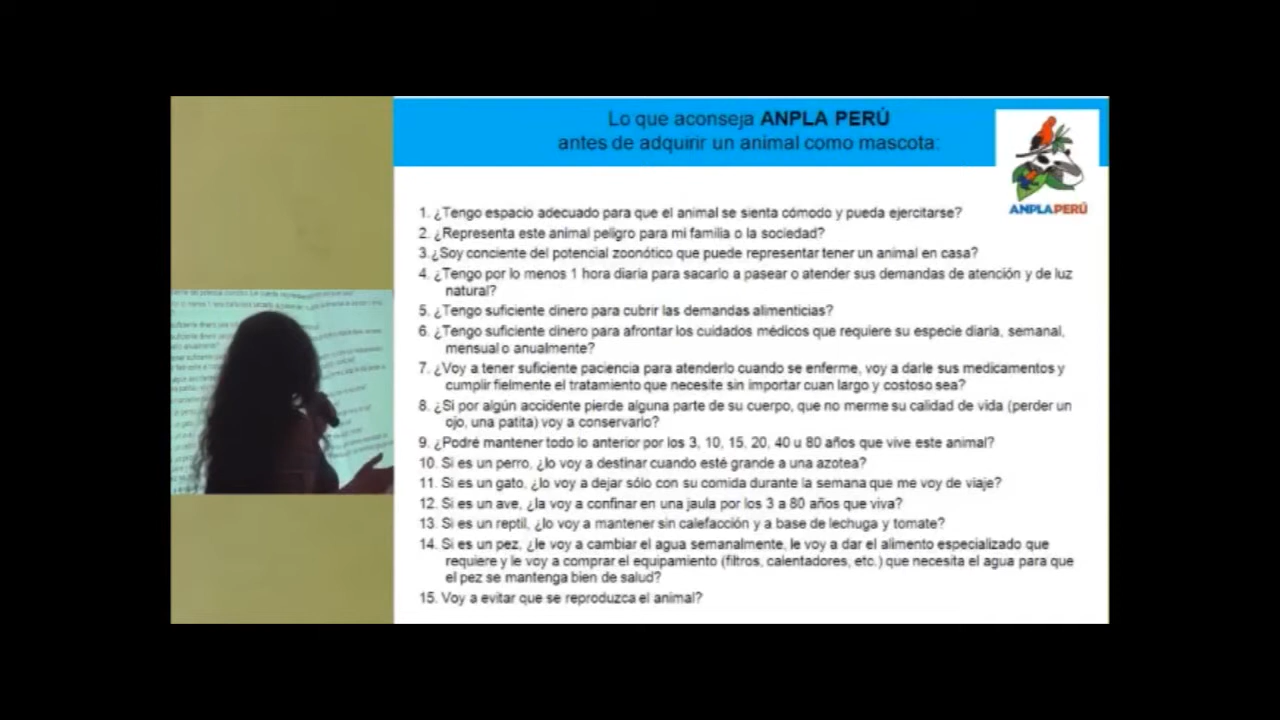 Lo que aconseja ANPLA PERÚ
antes de adquirir un animal como mascota:
ANPLAPERÚ
1. ¿Tengo espacio adecuado para que el animal se sienta cómodo y pueda ejercitarse?
2. ¿Representa este animal peligro para mi familia o la sociedad?
3.¿Soy conciente del potencial zoonótico que puede representar tener un animal en casa?
4. ¿Tengo por lo menos 1 hora diaria para sacarlo a pasear o atender sus demandas de atención y de luz
natural?
5. ¿Tengo suficiente dinero para cubrir las demandas alimenticias?
6. ¿Tengo suficiente dinero para afrontar los cuidados médicos que requiere su especie diaria, semanal,
mensual o anualmente?
7. ¿Voy a tener suficiente paciencia para atenderlo cuando se enferme, voy a darle sus medicamentos y
cumplir fielmente el tratamiento que necesite sin importar cuan largo y costoso sea?
8. ¿Si por algún accidente pierde alguna parte de su cuerpo, que no merme su calidad de vida (perder un
ojo, una patita) voy a conservarlo?
9. ¿Podré mantener todo lo anterior por los 3, 10, 15, 20, 40 u 80 años que vive este animal?
10. Si es un perro, ¿lo voy a destinar cuando esté grande a una azotea?
11. Si es un gato, ¿lo voy a dejar sólo con su comida durante la semana que me voy de viaje?
12. Si es un ave, ¿la voy a confinar en una jaula por los 3 a 80 años que viva?
13. Si es un reptil, ¿lo voy a mantener sin calefacción y a base de lechuga y tomate?
14. Si es un pez, ¿le voy a cambiar el agua semanalmente, le voy a dar el alimento especializado que
requiere y le voy a comprar el equipamiento (filtros, calentadores, etc.) que necesita el agua para que
el pez se mantenga bien de salud?
15. Voy a evitar que se reproduzca el animal?